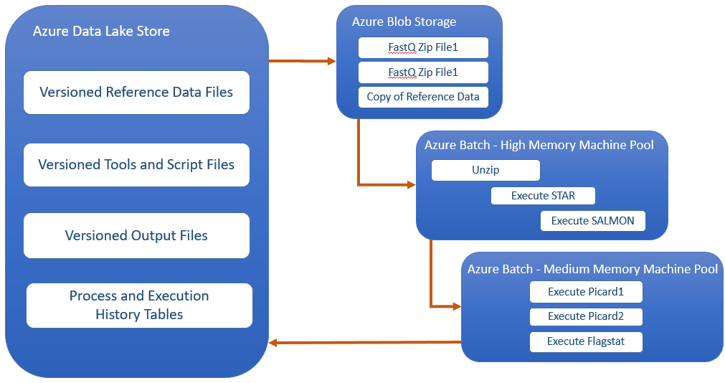 Azure Data Lake Store
Versioned Reference Data Files
Versioned Tools and Script Files
Versioned Output Files
Process and Execution
History Tables
Azure Blob Storage
FastQ Zip File1
FastQ Zip File1
Copy of Reference Data
Azure Batch - High Memory Machine Pool
Unzip
Execute STAR
Execute SALMON
Azure Batch - Medium Memory Machine Pool
Execute Picard1
Execute Picard2
Execute Flagstat